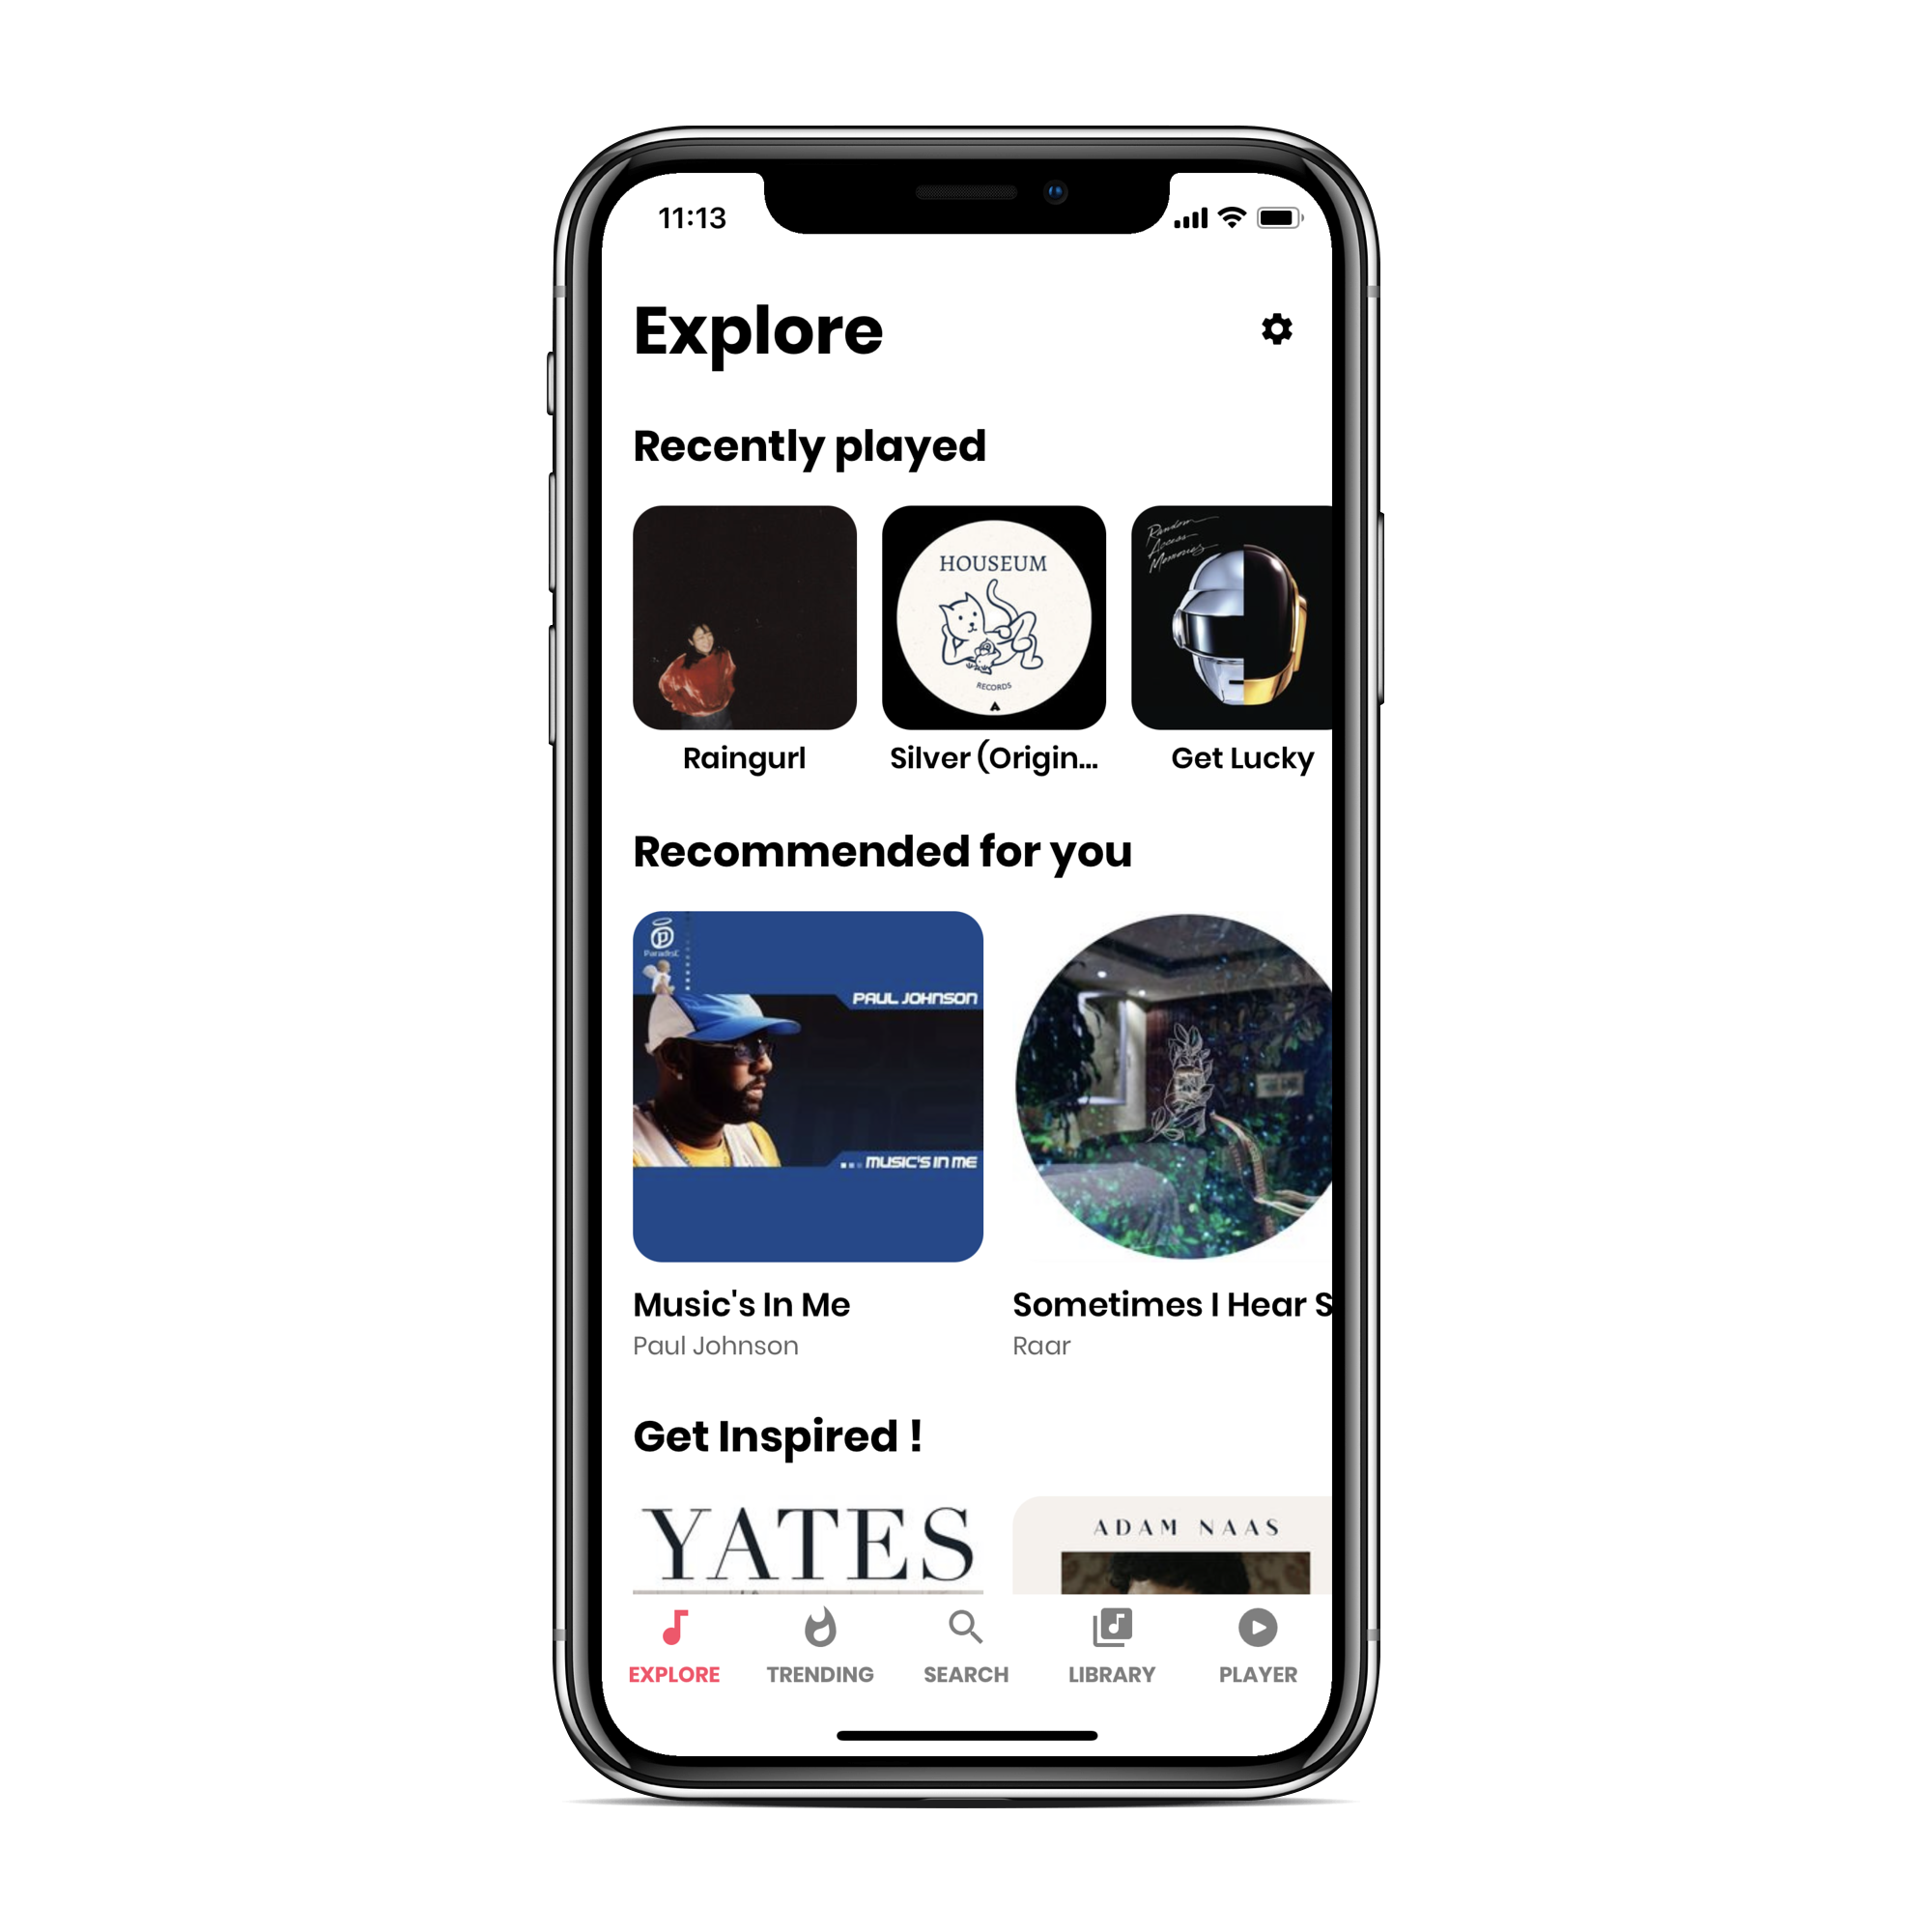 11:13
Explore
Recently played
Random
Access
Memories
HOUSEUM
RECORDS
Raingurl
Silver (Origin...
Get Lucky
Recommended for you
P
ParadisE
PAUL JOHNSON
MUSIC'S IN ME
Music's In Me
Sometimes I Hear S
Paul Johnson
Raar
Get Inspired !
YATES
ADAM NAAS
EXPLORE
TRENDING
SEARCH
LIBRARY
PLAYER